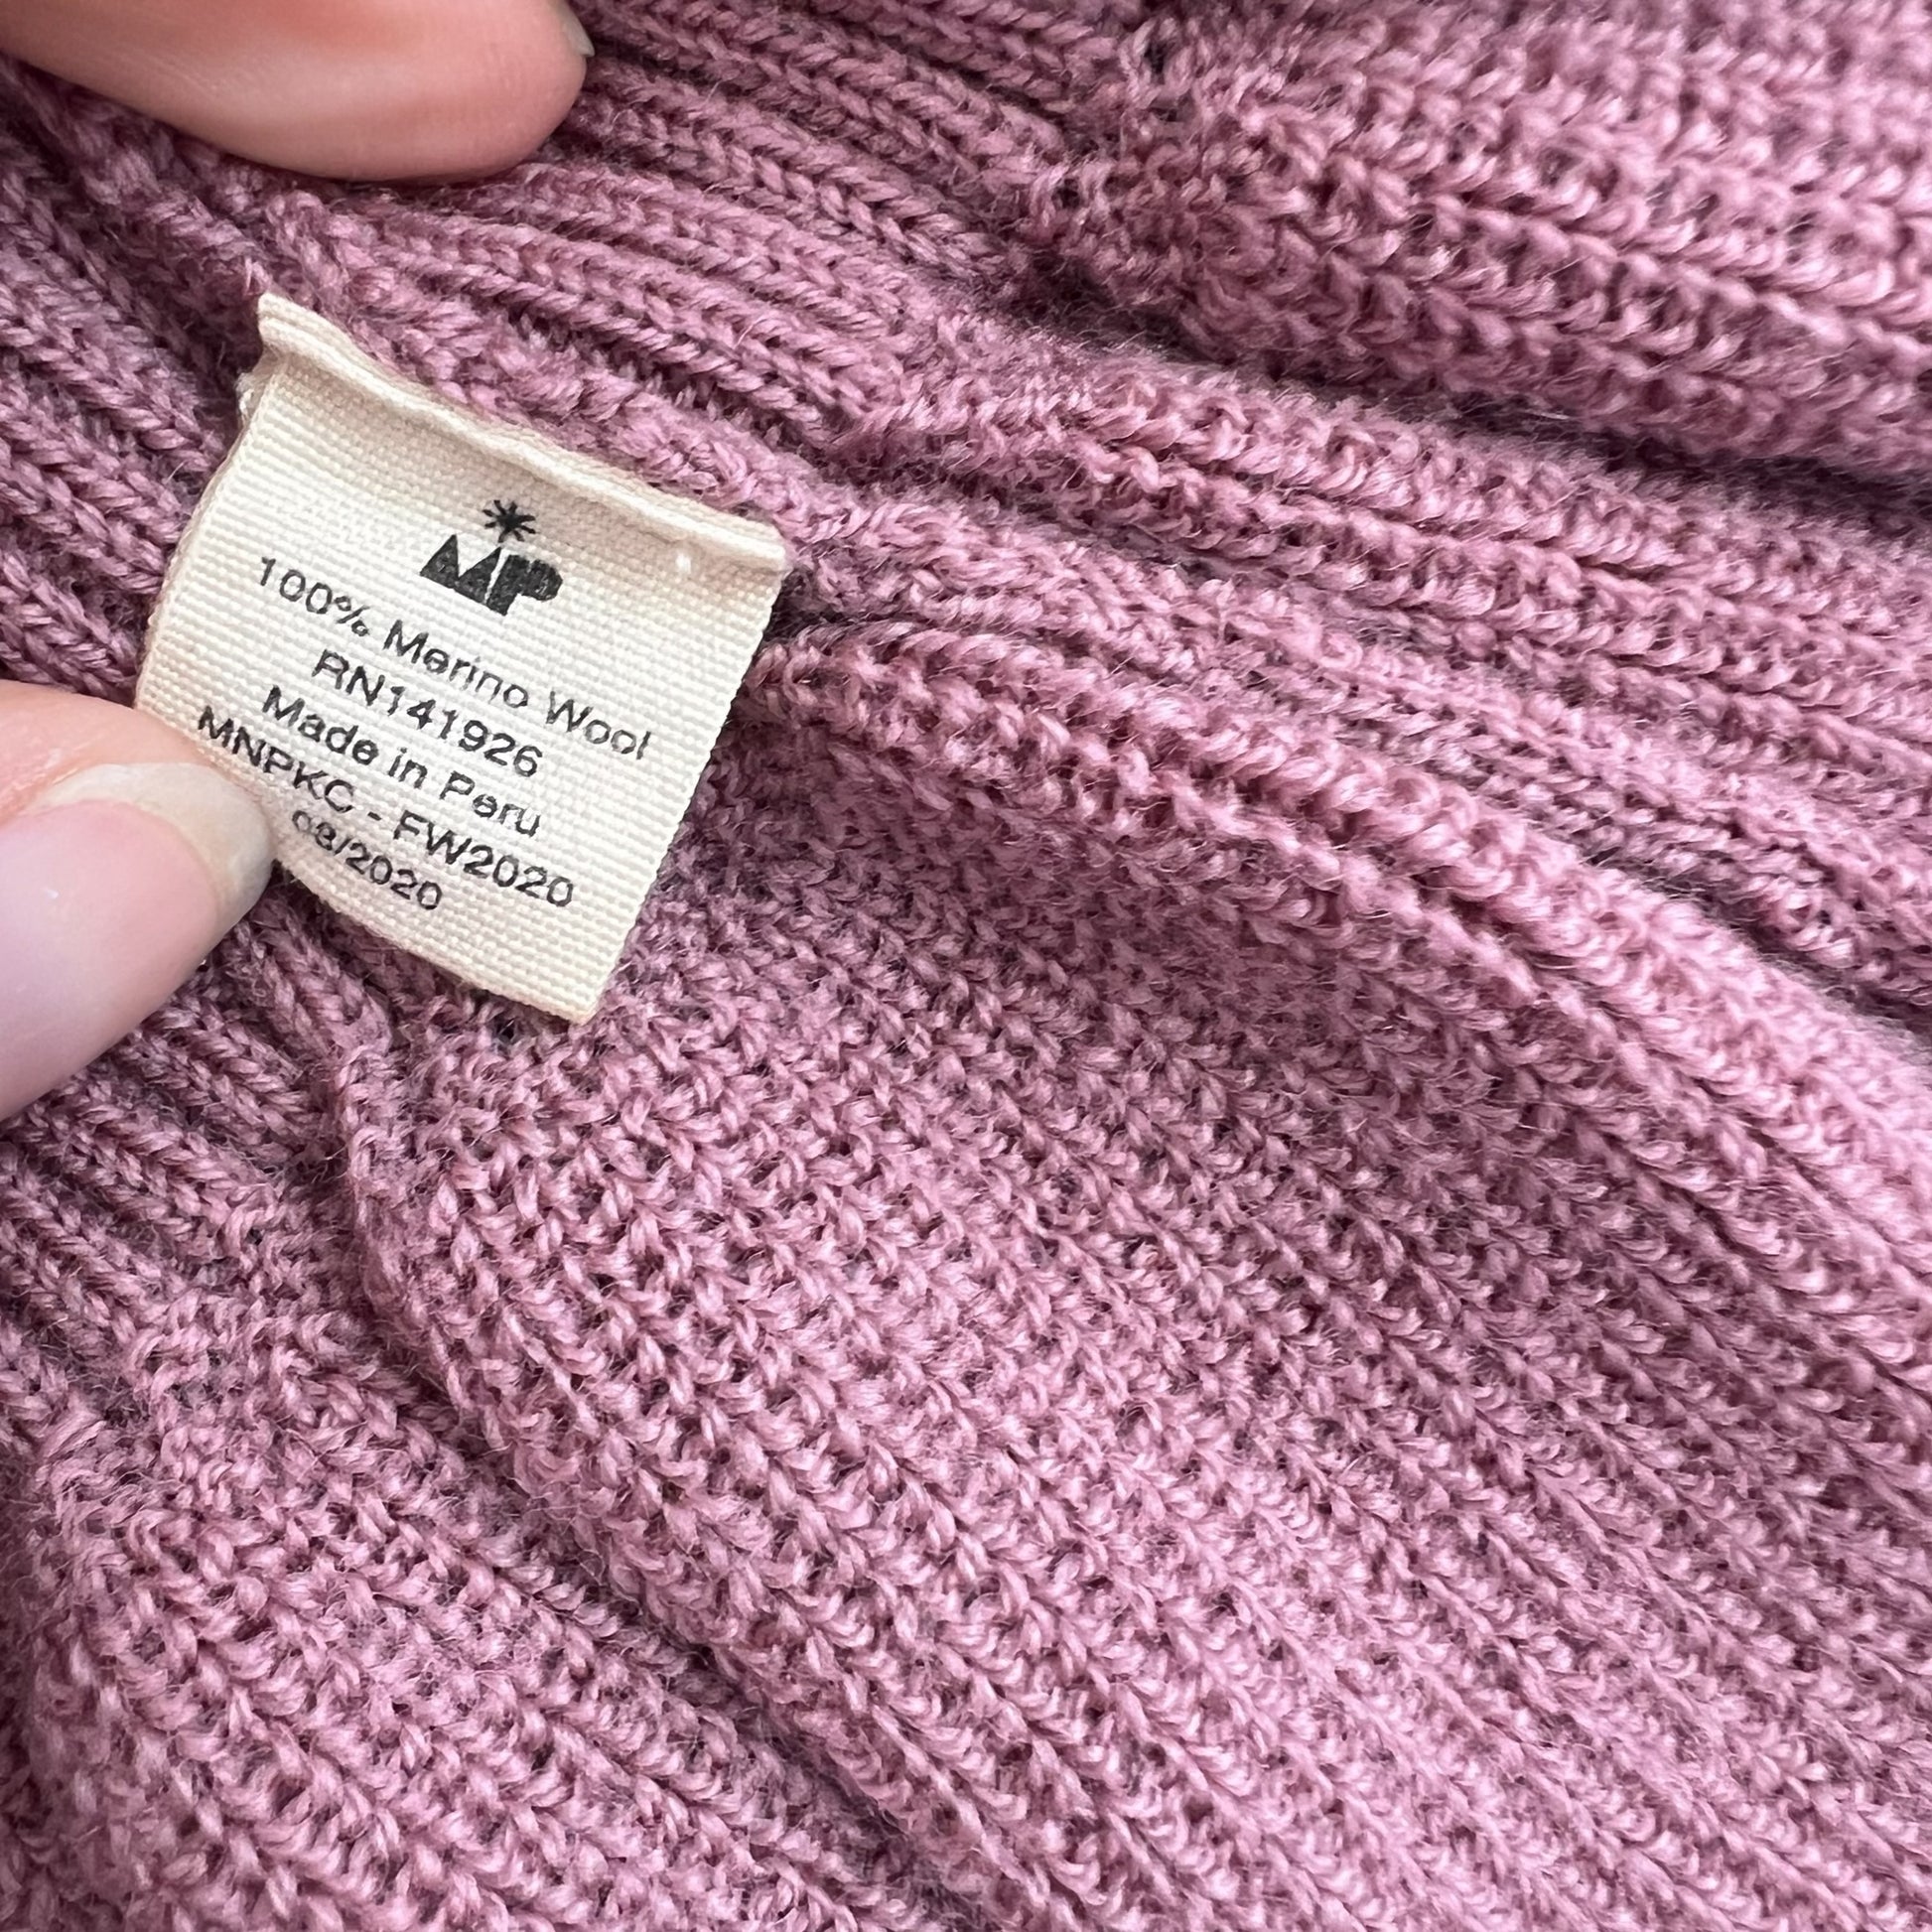 MP
100% Merino Wool
RN141926
Made in Peru
MNPKC - FW2020
08/2020